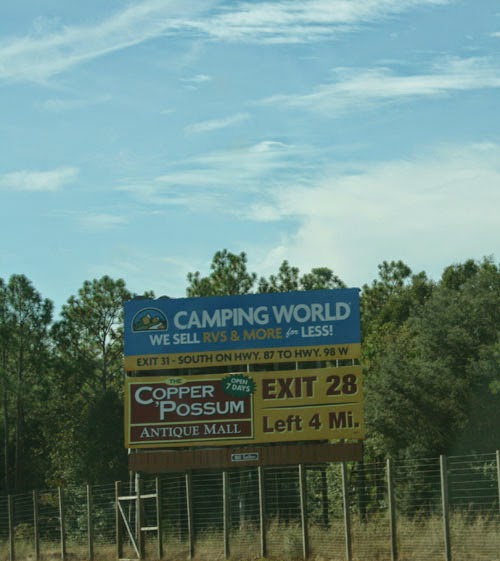 CAMPING WORLD
WE SELL RVS & MORE for LESS!
EXIT 31 - SOUTH ON HWY. 87 TO HWY. 98 W
THE
COPPER
'POSSUM
ANTIQUE MALL
OPEN
7 DAYS
EXIT 28
Left 4 Mi.